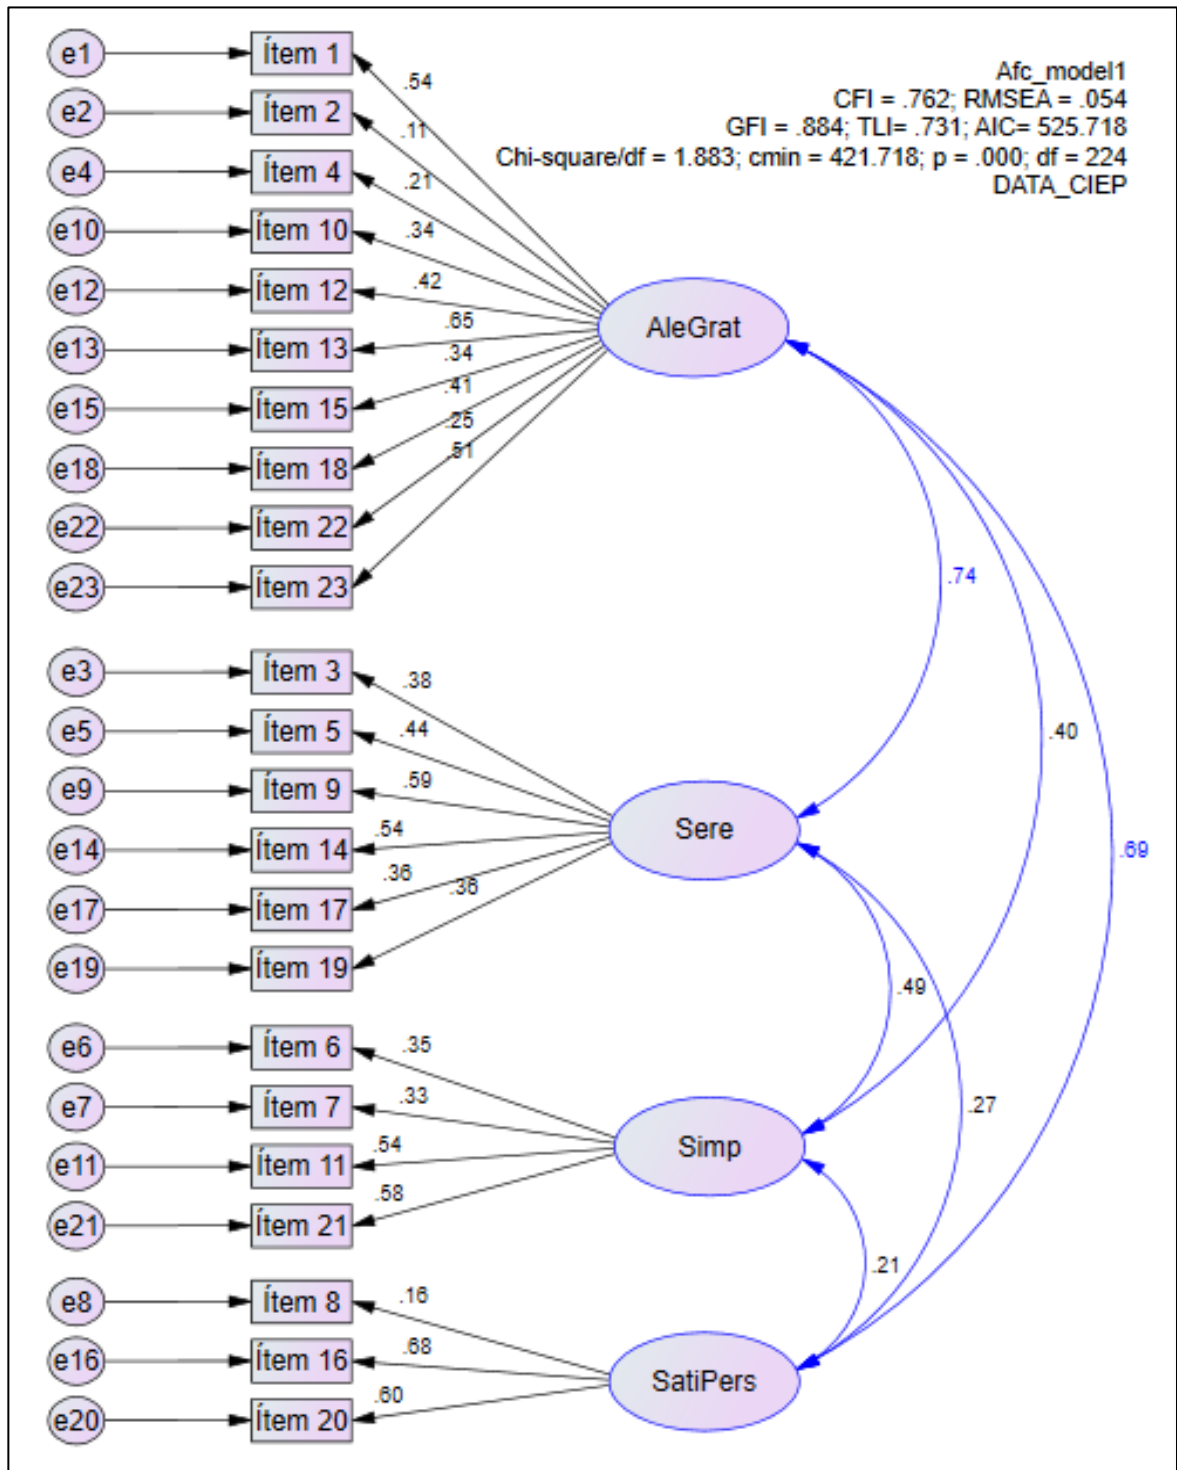 Afc_model1
CFI = .762; RMSEA = .054
GFI = .884; TLI= .731; AIC= 525.718
Chi-square/df = 1.883; cmin = 421.718; p = .000; df = 224
DATA_CIEP
e1 Ítem 1 .54
e2 Ítem 2 .11
e4 Ítem 4 .21
e10 Ítem 10 .34
e12 Ítem 12 .42
e13 Ítem 13 .65
e15 Ítem 15 .34
e18 Ítem 18 .41
e22 Ítem 22 .25
e23 Ítem 23 .51
AleGrat
.74
.40
.69
e3 Ítem 3 .38
e5 Ítem 5 .44
e9 Ítem 9 .59
e14 Ítem 14 .54
e17 Ítem 17 .36
e19 Ítem 19 .36
Sere
.49
.27
e6 Ítem 6 .35
e7 Ítem 7 .33
e11 Ítem 11 .54
e21 Ítem 21 .58
Simp
.21
e8 Ítem 8 .16
e16 Ítem 16 .68
e20 Ítem 20 .60
SatiPers